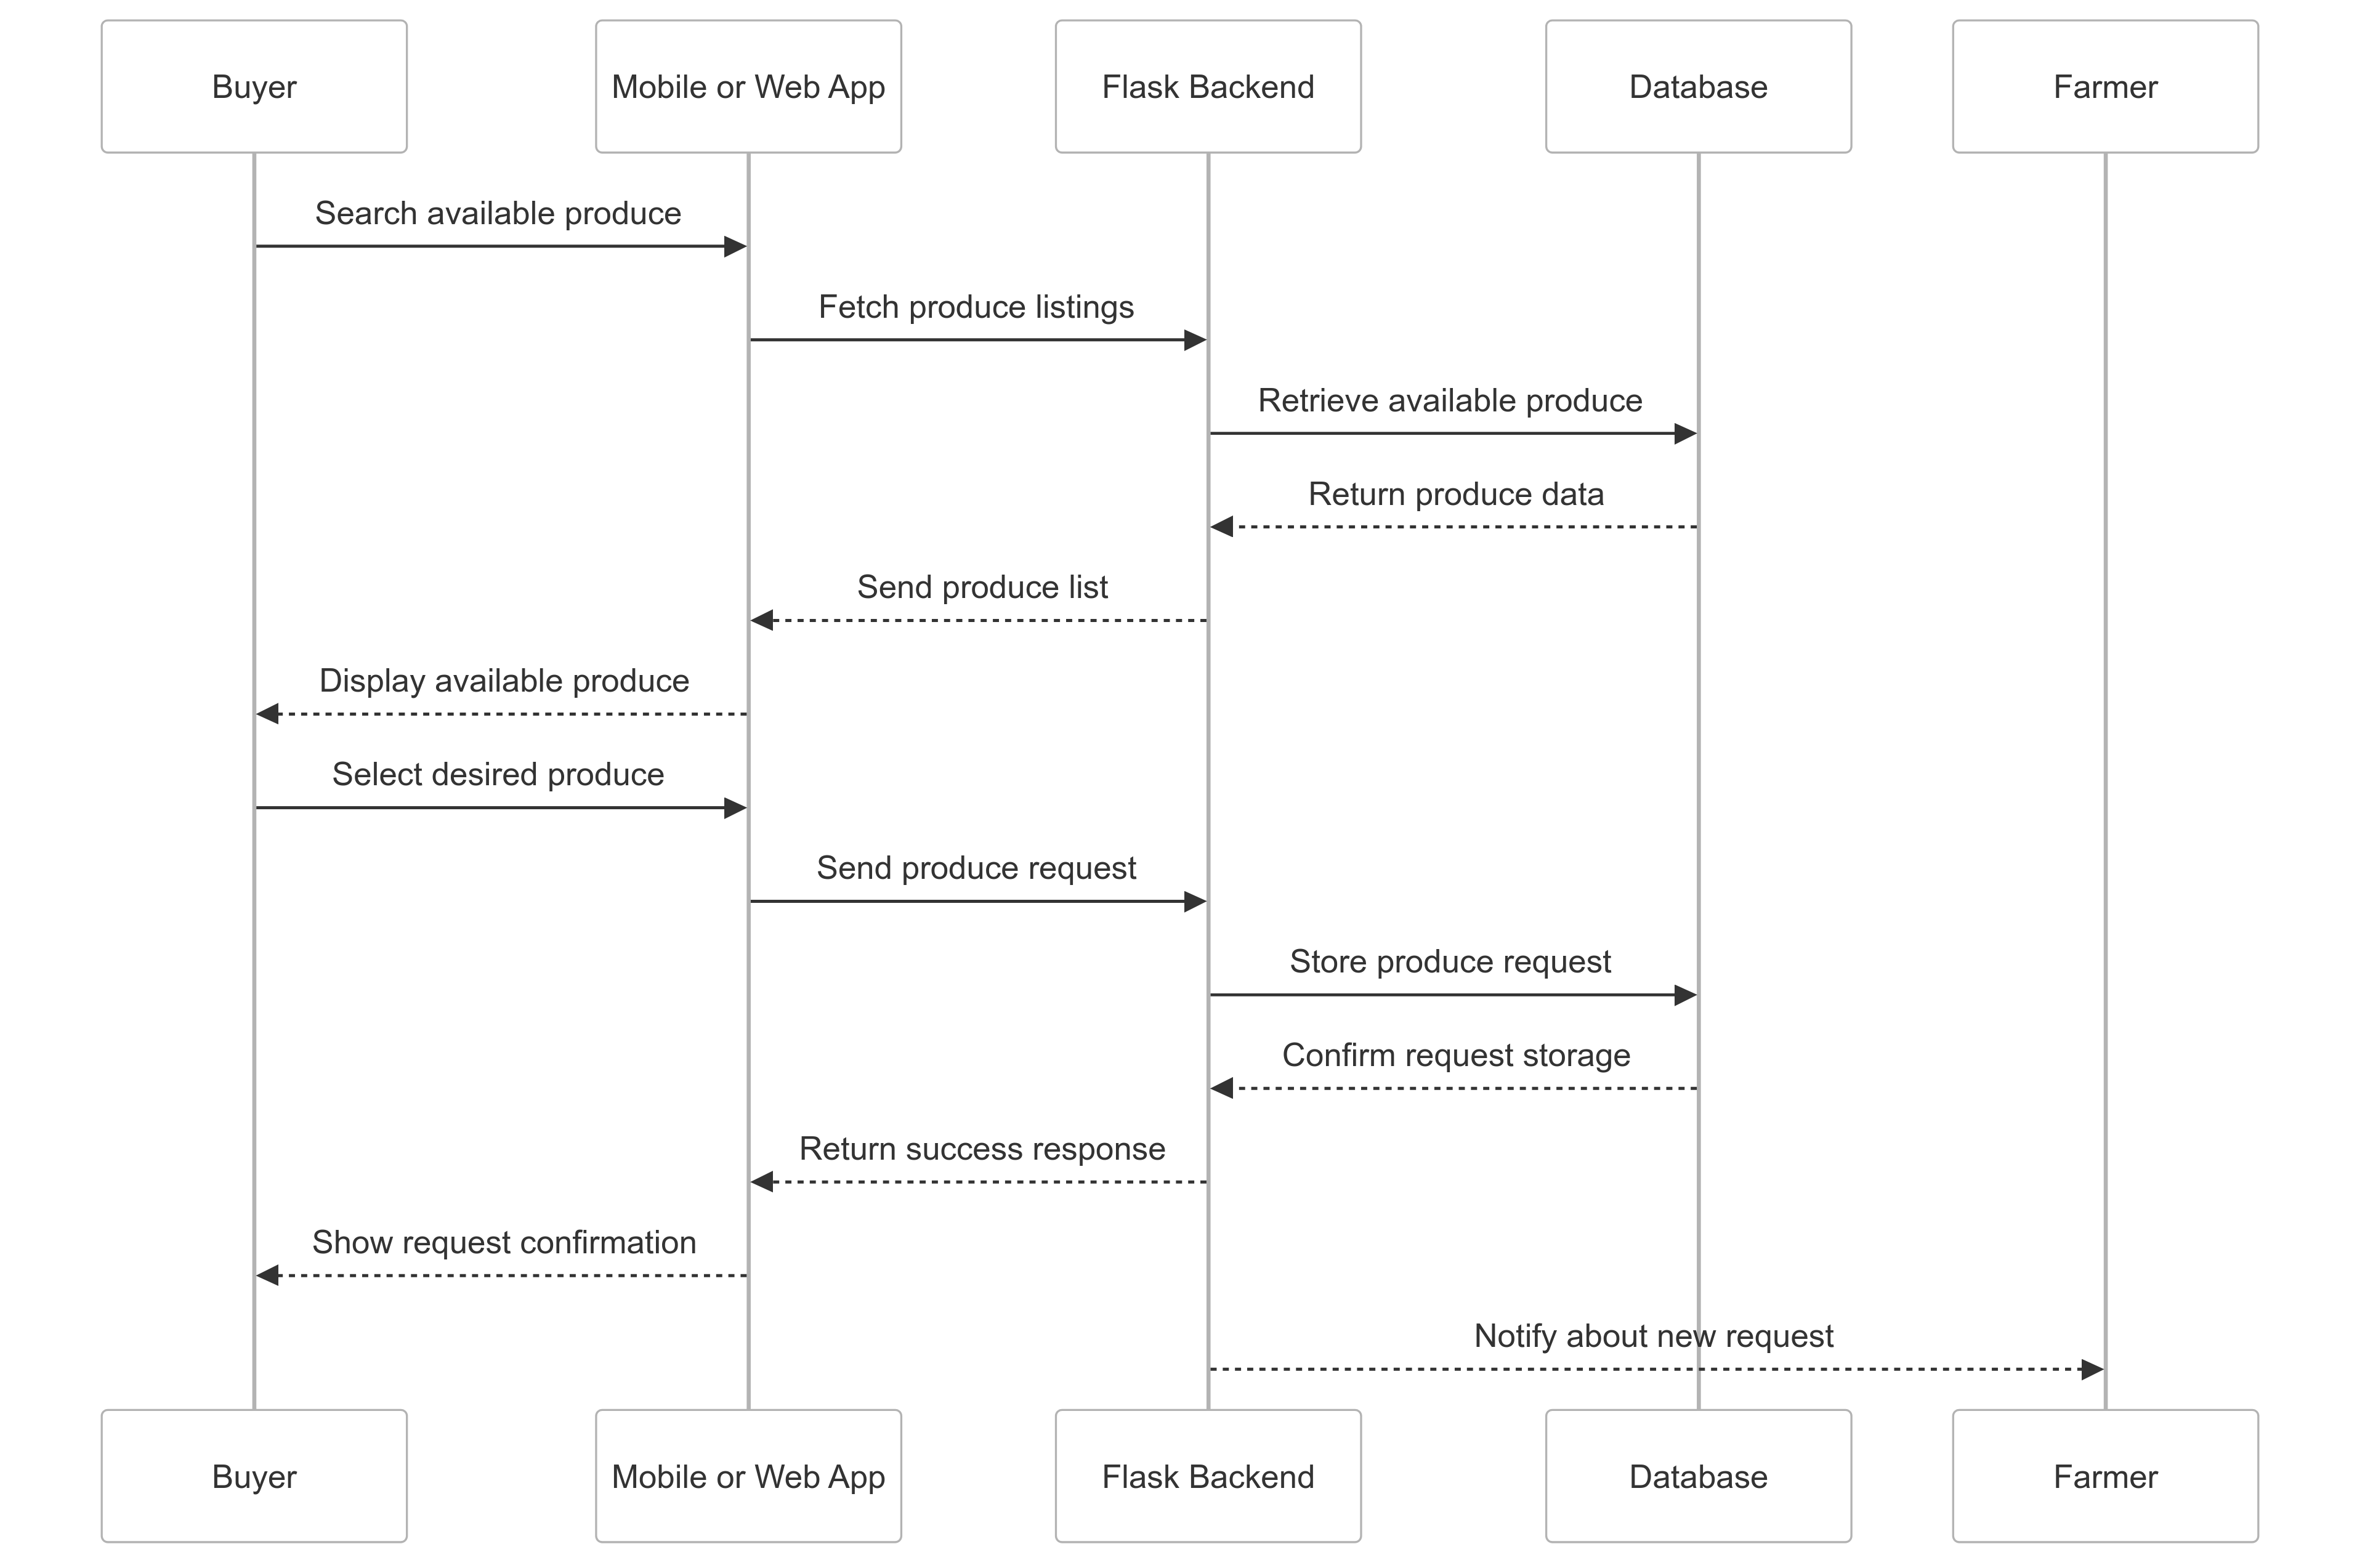 Buyer
Mobile or Web App
Flask Backend
Database
Farmer
Search available produce
Fetch produce listings
Retrieve available produce
Return produce data
Send produce list
Display available produce
Select desired produce
Send produce request
Store produce request
Confirm request storage
Return success response
Show request confirmation
Notify about new request
Buyer
Mobile or Web App
Flask Backend
Database
Farmer